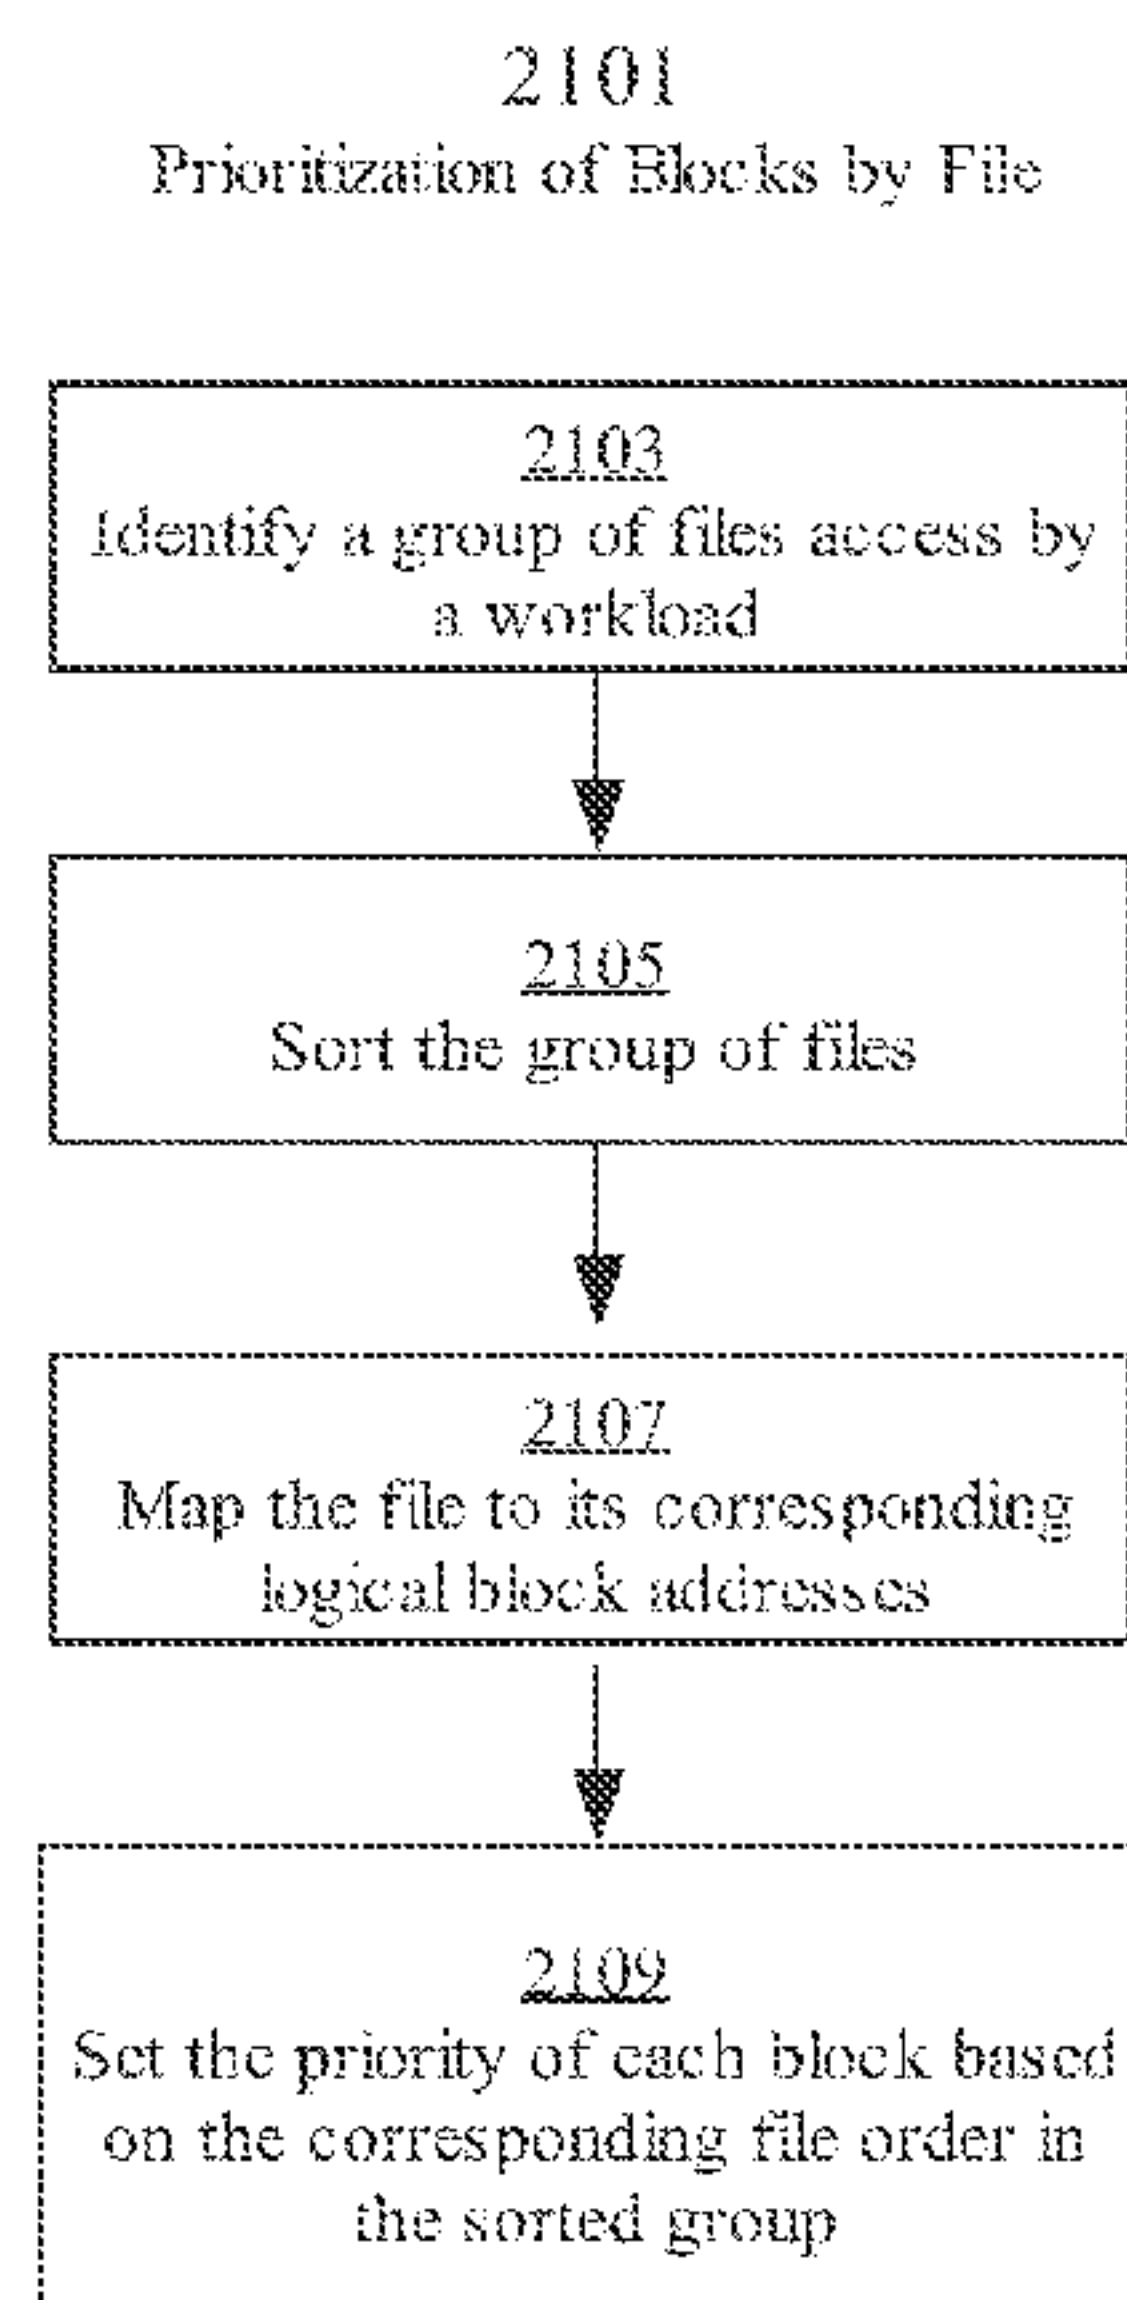 2101
Prioritization of Blocks by File
2103
Identify a group of files access by
a workload
2105
Sort the group of files
2107
Map the file to its corresponding
logical block addresses
2109
Set the priority of each block based
on the corresponding file order in
the sorted group